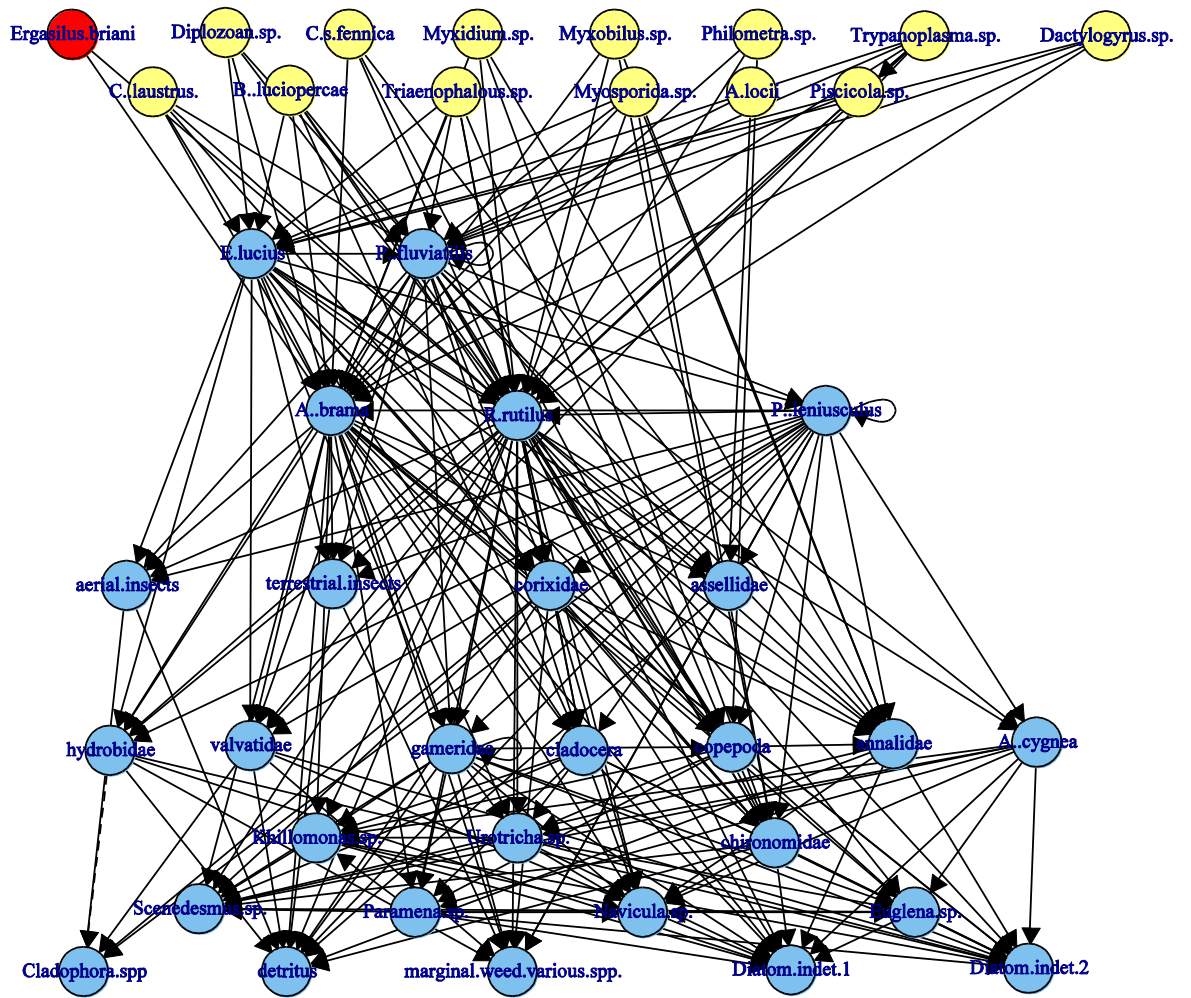 Ergasilus.briani
Diplozoan.sp.
C.s.fennica
Myxidium.sp.
Myxobilus.sp.
Philometra.sp.
Trypanoplasma.sp.
Dactylogyrus.sp.
C..laustrus.
B..luciopercae
Triaenophalous.sp.
Myosporida.sp.
A.locii
Piscicola.sp.
E.lucius
P..fluviatilis
A..brama
R.rutilus
P..leniusculus
aerial.insects
terrestrial.insects
corixidae
assellidae
hydrobidae
valvatidae
gameridae
cladocera
copepoda
annalidae
A..cygnea
Khillomonas.sp.
Urotricha.sp.
chironomidae
Scenedesmus.sp.
Paramena.sp.
Navicula.sp.
Euglena.sp.
Cladophora.spp
detritus
marginal.weed.various.spp.
Diatom.indet.1
Diatom.indet.2